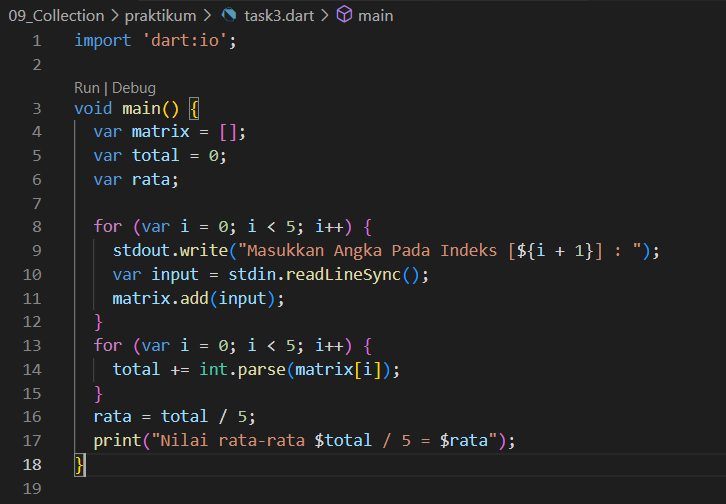 09_Collection > praktikum > task3.dart > main
1 import 'dart:io';
2
Run | Debug
3 void main() {
4   var matrix = [];
5   var total = 0;
6   var rata;
7
8   for (var i = 0; i < 5; i++) {
9     stdout.write("Masukkan Angka Pada Indeks [${i + 1}] : ");
10     var input = stdin.readLineSync();
11     matrix.add(input);
12   }
13   for (var i = 0; i < 5; i++) {
14     total += int.parse(matrix[i]);
15   }
16   rata = total / 5;
17   print("Nilai rata-rata $total / 5 = $rata");
18 }
19